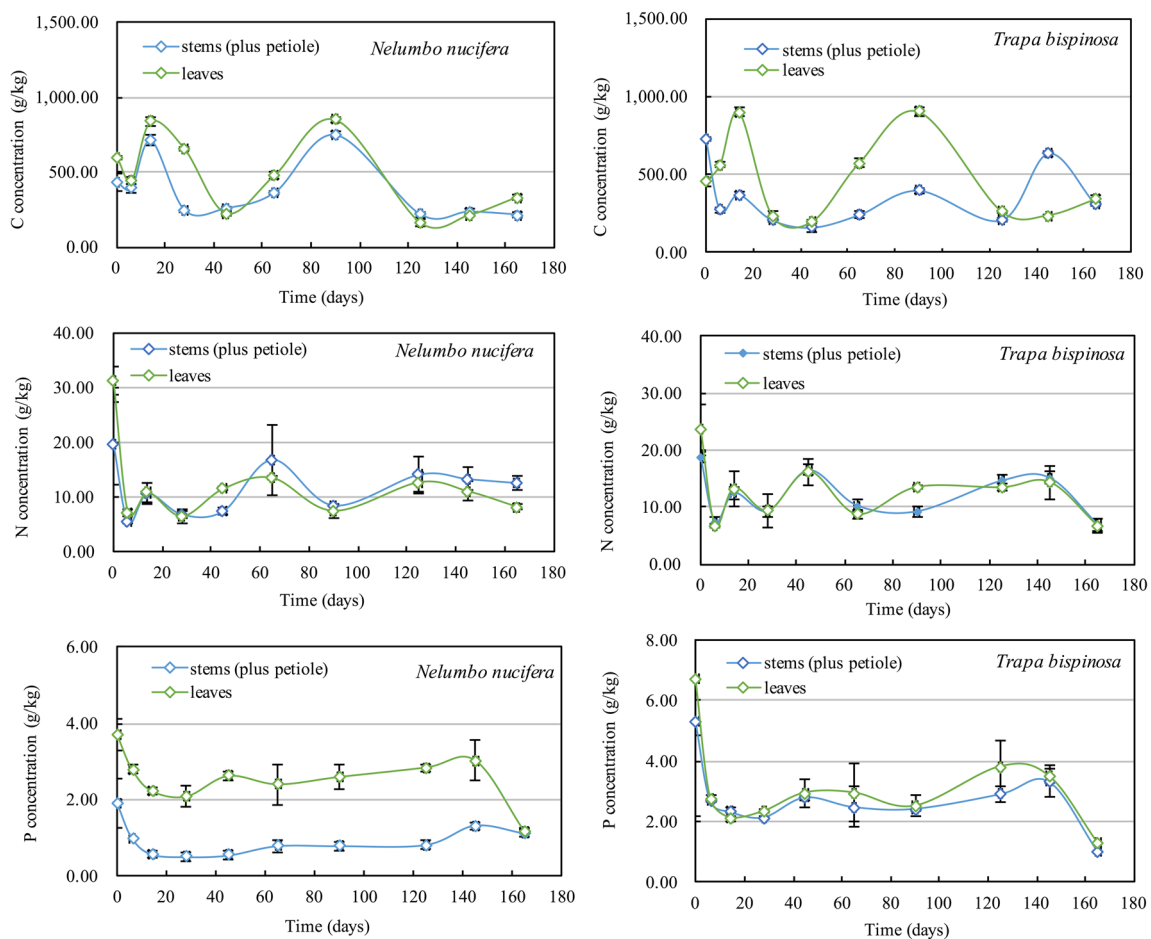 1,500.00
1,000.00
500.00
0.00
C concentration (g/kg)
stems (plus petiole)
leaves
Nelumbo nucifera
0 20 40 60 80 100 120 140 160 180
Time (days)
1,500.00
1,000.00
500.00
0.00
C concentration (g/kg)
stems (plus petiole)
leaves
Trapa bispinosa
0 20 40 60 80 100 120 140 160 180
Time (days)
40.00
30.00
20.00
10.00
0.00
N concentration (g/kg)
stems (plus petiole)
leaves
Nelumbo nucifera
0 20 40 60 80 100 120 140 160 180
Time (days)
40.00
30.00
20.00
10.00
0.00
N concentration (g/kg)
stems (plus petiole)
leaves
Trapa bispinosa
0 20 40 60 80 100 120 140 160 180
Time (days)
6.00
4.00
2.00
0.00
P concentration (g/kg)
stems (plus petiole)
leaves
Nelumbo nucifera
0 20 40 60 80 100 120 140 160 180
Time (days)
8.00
6.00
4.00
2.00
0.00
P concentration (g/kg)
stems (plus petiole)
leaves
Trapa bispinosa
0 20 40 60 80 100 120 140 160 180
Time (days)